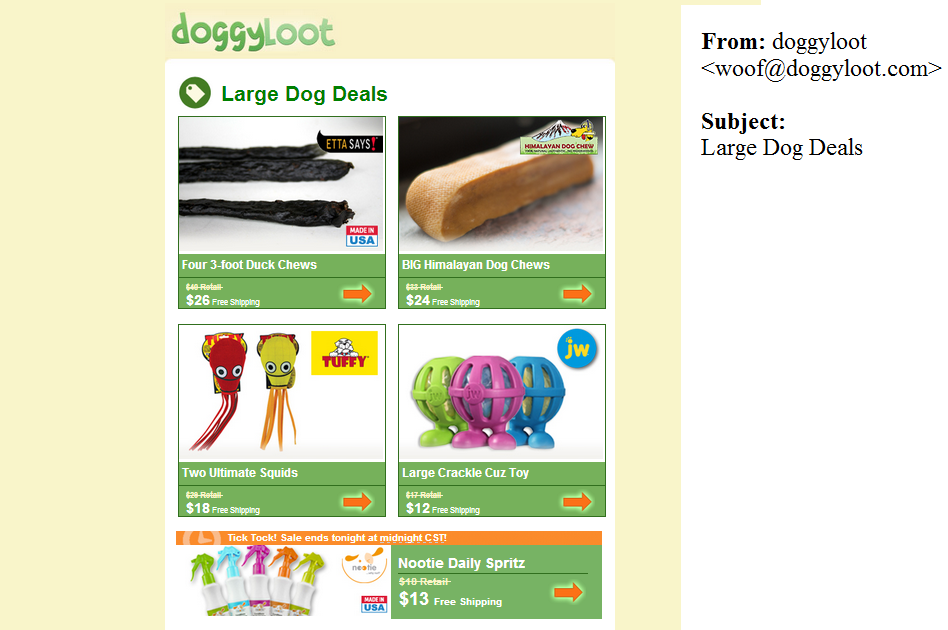 doggyloot
From: doggyloot
<woof@doggyloot.com>
Subject:
Large Dog Deals
Large Dog Deals
ETTA SAYS!
MADE IN
USA
Four 3-foot Duck Chews
$40 Retail
$26 Free Shipping
HIMALAYAN DOG CHEW
BIG Himalayan Dog Chews
$24 Free Shipping
TUFFY
Two Ultimate Squids
Retail
$18 Free Shipping
jw
JW
Large Crackle Cuz Toy
$17 Retail
$12 Free Shipping
Tick Tock! Sale ends tonight at midnight CST!
nootie
MADE IN
USA
Nootie Daily Spritz
$18 Retail
$13 Free Shipping